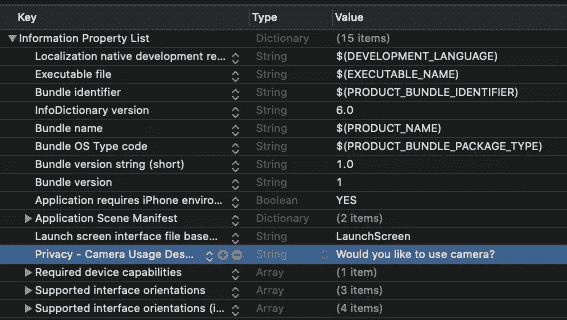 Key Type Value
Information Property List Dictionary (15 items)
Localization native development re... String $(DEVELOPMENT_LANGUAGE)
Executable file String $(EXECUTABLE_NAME)
Bundle identifier String $(PRODUCT_BUNDLE_IDENTIFIER)
InfoDictionary version String 6.0
Bundle name String $(PRODUCT_NAME)
Bundle OS Type code String $(PRODUCT_BUNDLE_PACKAGE_TYPE)
Bundle version string (short) String 1.0
Bundle version String 1
Application requires iPhone enviro... Boolean YES
Application Scene Manifest Dictionary (2 items)
Launch screen interface file base... String LaunchScreen
Privacy - Camera Usage Des... String Would you like to use camera?
Required device capabilities Array (1 item)
Supported interface orientations Array (3 items)
Supported interface orientations (i... Array (4 items)